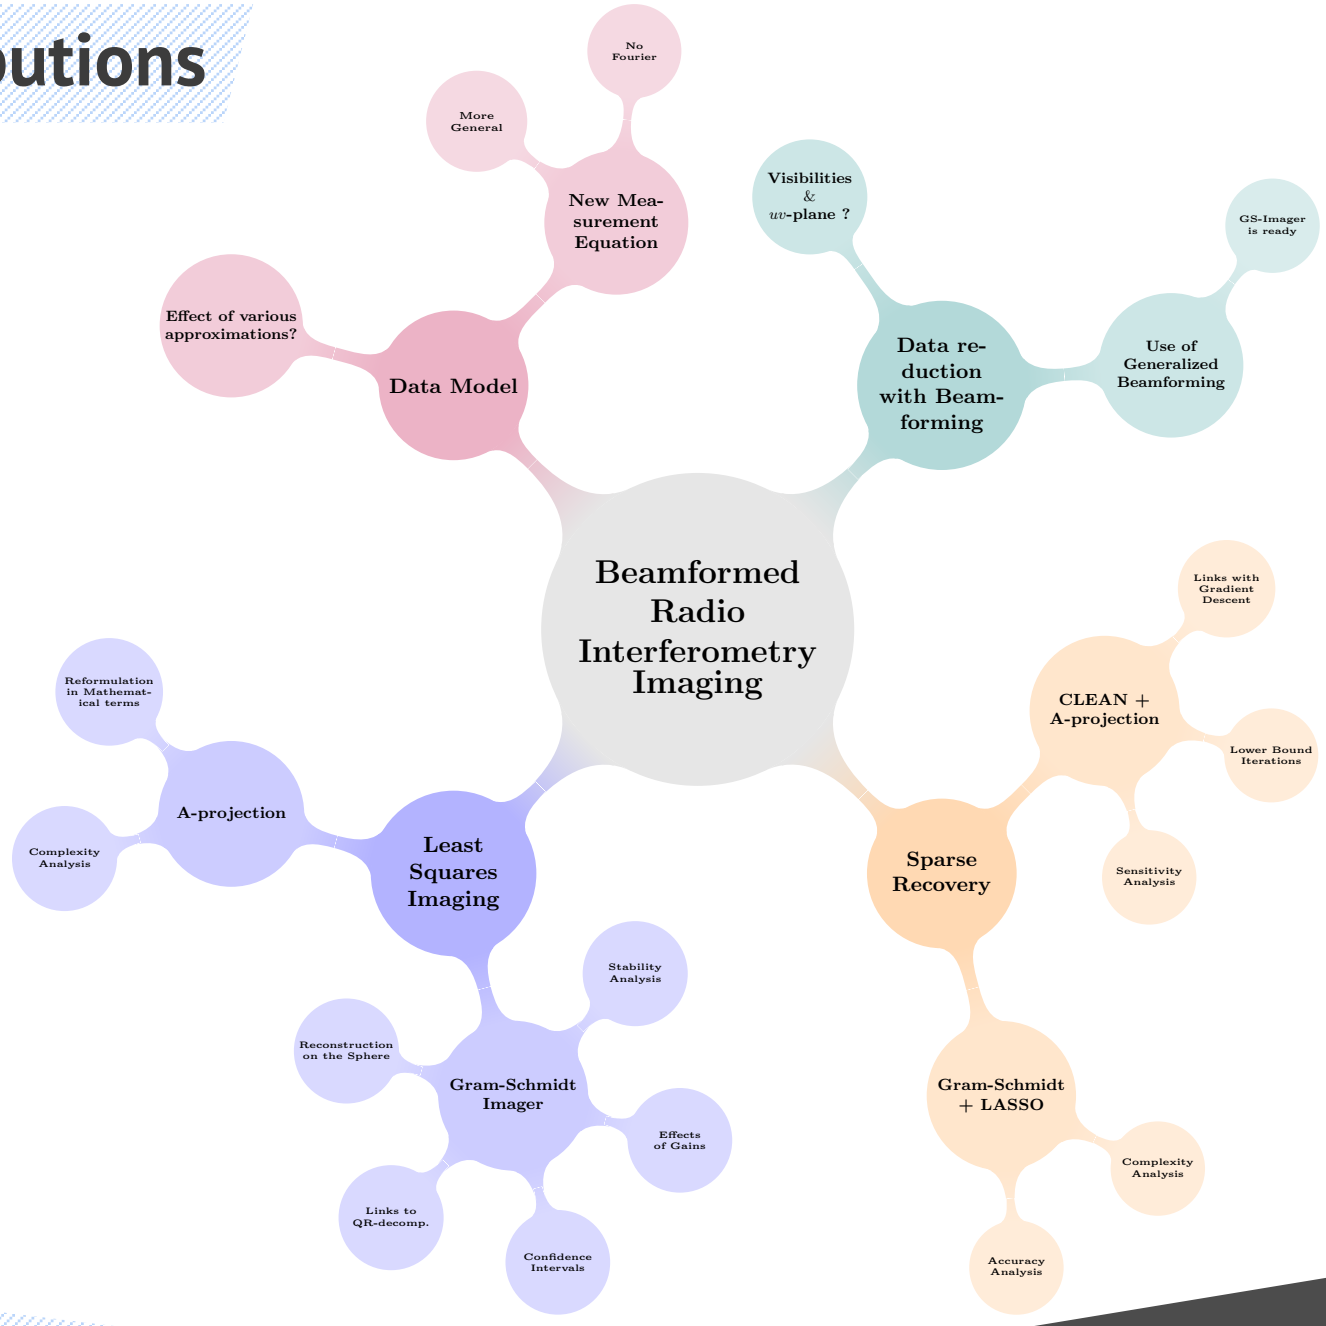 butions
No
Fourier
More
General
New Mea-
surement
Equation
Effect of various
approximations?
Data Model
Visibilities
&
uv-plane ?
GS-Imager
is ready
Data re-
duction
with Beam-
forming
Use of
Generalized
Beamforming
Beamformed
Radio
Interferometry
Imaging
Links with
Gradient
Descent
CLEAN +
A-projection
Lower Bound
Iterations
Sensitivity
Analysis
Sparse
Recovery
Gram-Schmidt
+ LASSO
Complexity
Analysis
Accuracy
Analysis
Reformulation
in Mathemat-
ical terms
A-projection
Complexity
Analysis
Least
Squares
Imaging
Stability
Analysis
Reconstruction
on the Sphere
Gram-Schmidt
Imager
Effects
of Gains
Links to
QR-decomp.
Confidence
Intervals